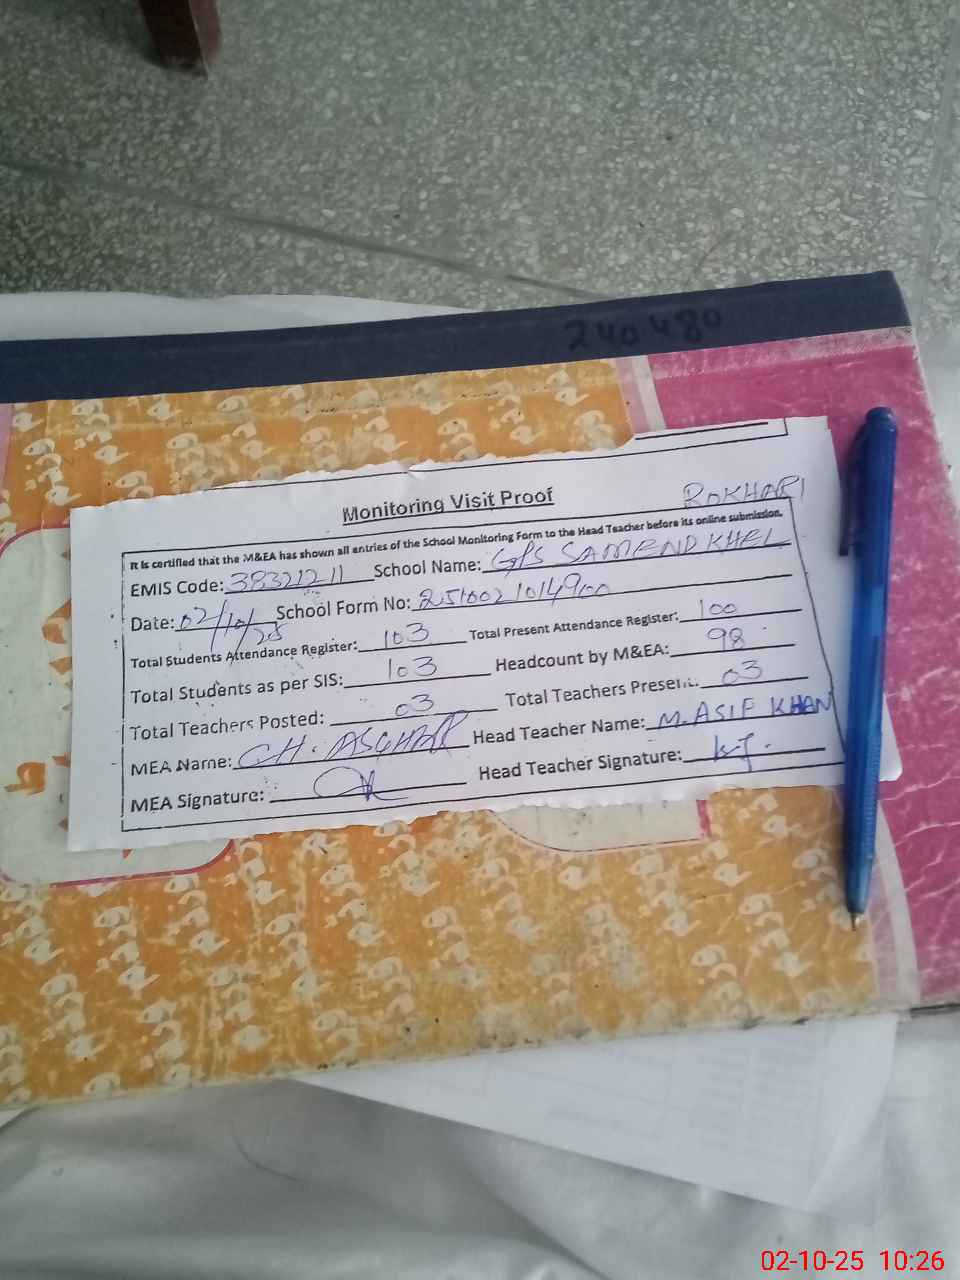 240480
Monitoring Visit Proof
ROKHARI
It is certified that the M&EA has shown all entries of the School Monitoring Form to the Head Teacher before its online submission.
EMIS Code: 38321211 School Name: GPS SAMEND KHEL
Date: 02/10/25 School Form No: 2510021014900
Total Students Attendance Register: 103 Total Present Attendance Register: 100
Total Students as per SIS: 103 Headcount by M&EA: 98
Total Teachers Posted: 03 Total Teachers Present: 03
MEA Name: CH. ASGHAR Head Teacher Name: M. ASIF KHAN
MEA Signature: Head Teacher Signature:
02-10-25 10:26